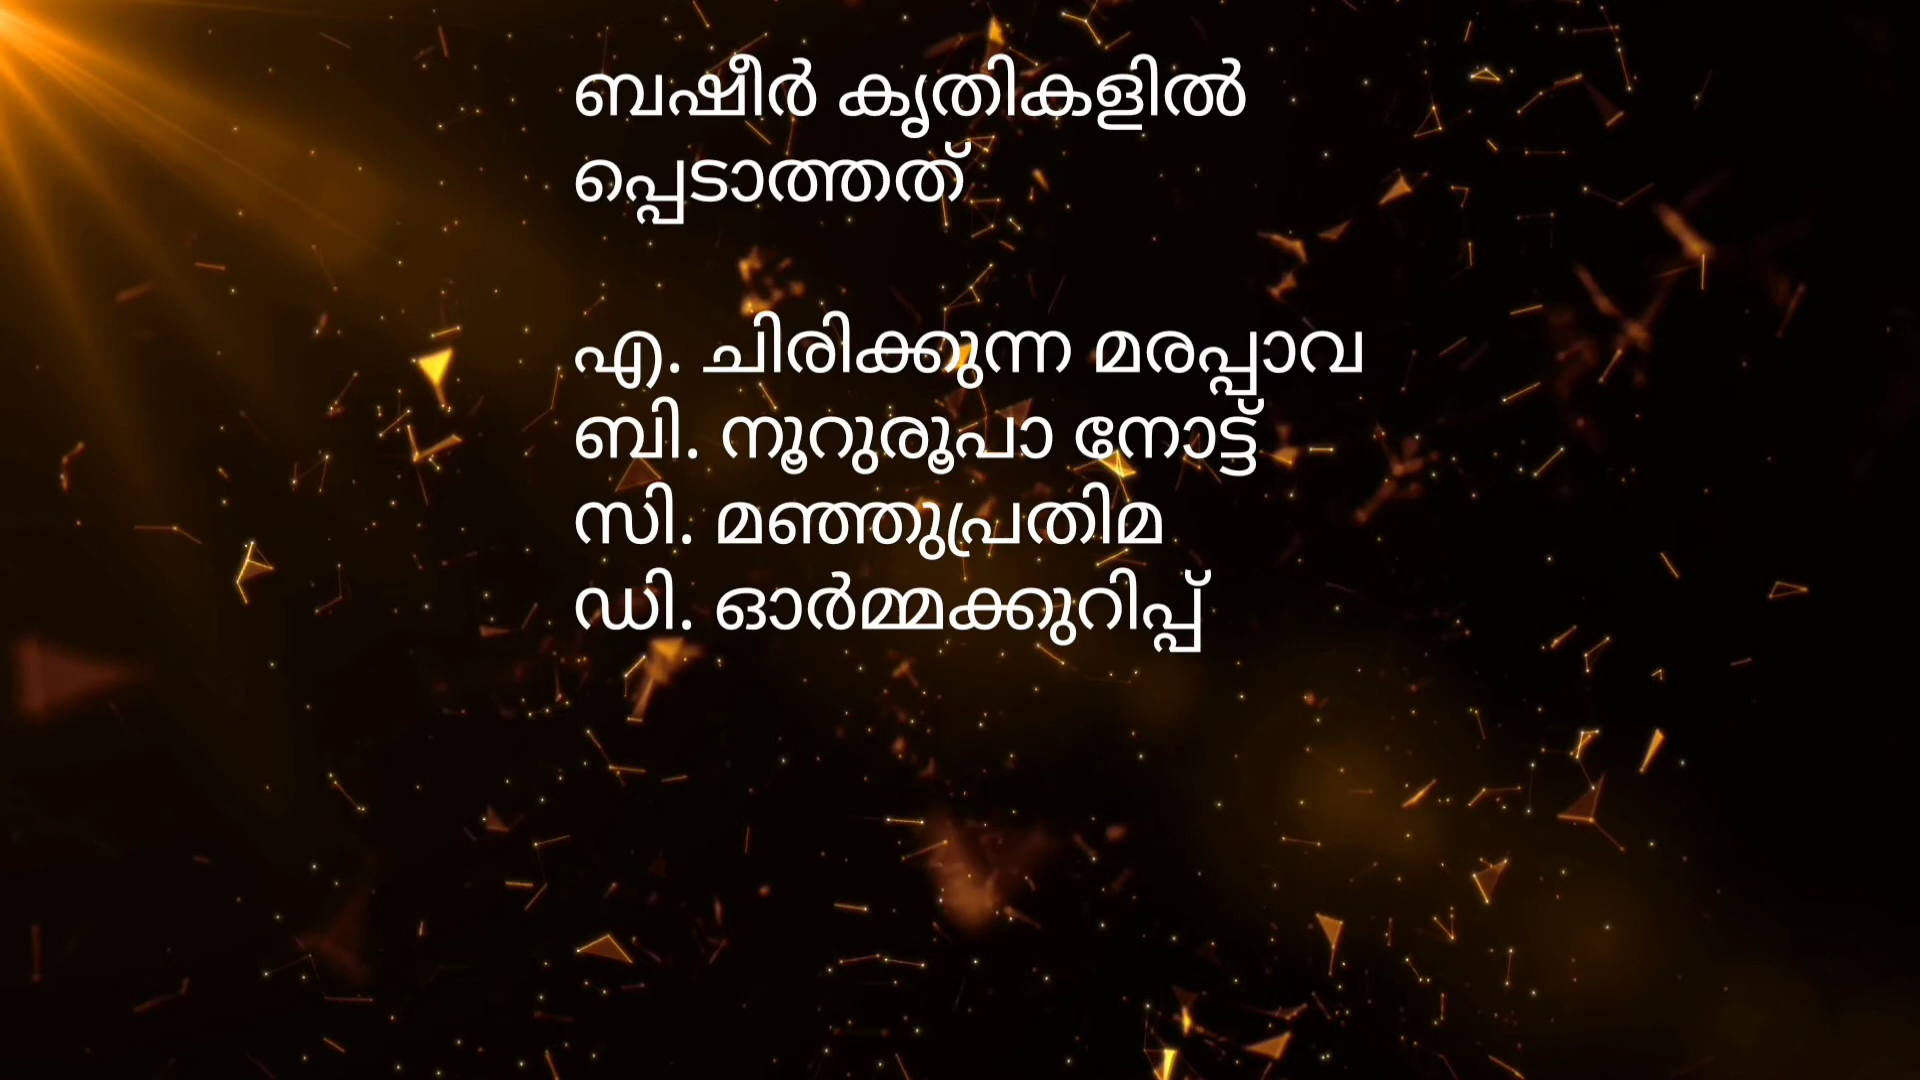 ബഷീർ കൃതികളിൽ
പ്പെടാത്തത്
എ. ചിരിക്കുന്ന മരപ്പാവ
ബി. നൂറുരൂപാ നോട്ട്
സി. മഞ്ഞുപ്രതിമ
ഡി. ഓർമ്മക്കുറിപ്പ്